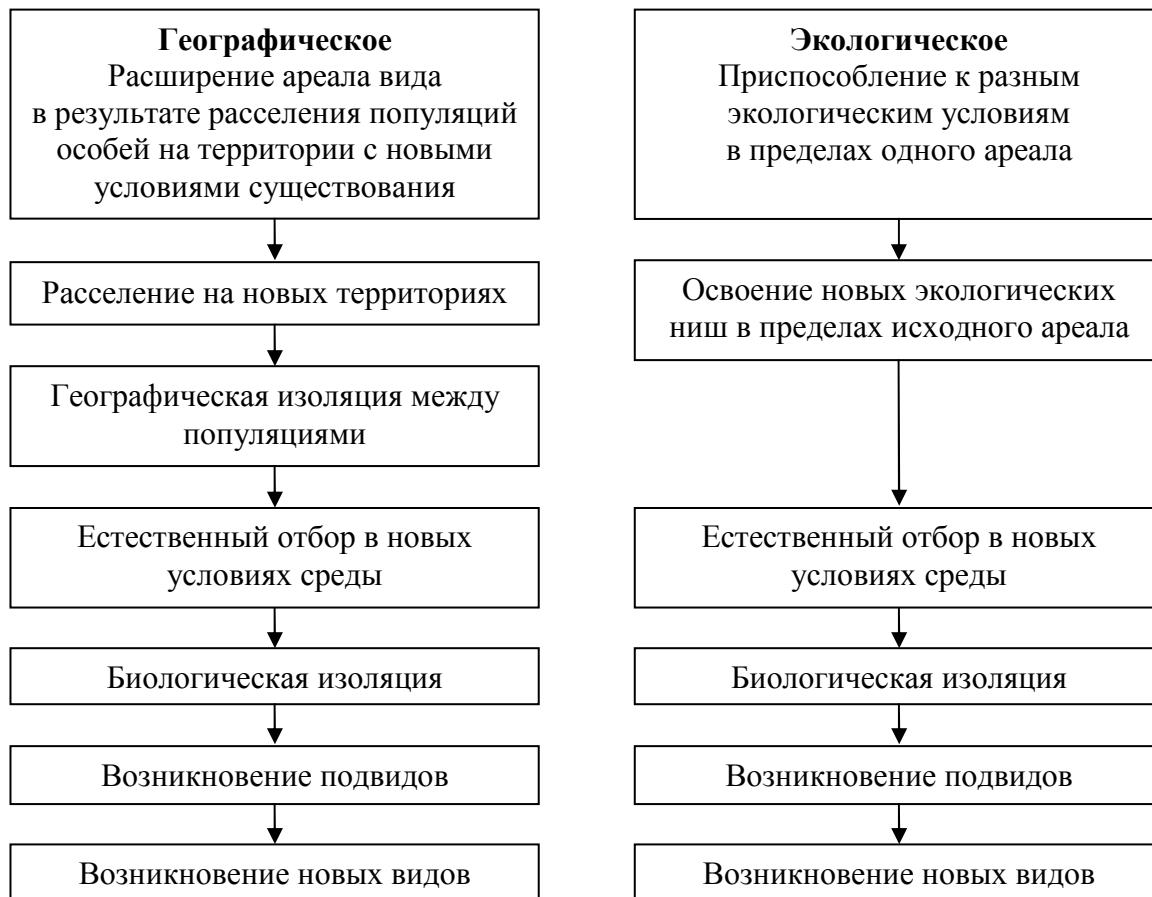 Географическое
Расширение ареала вида
в результате расселения популяций
особей на территории с новыми
условиями существования
Расселение на новых территориях
Географическая изоляция между
популяциями
Естественный отбор в новых
условиях среды
Биологическая изоляция
Возникновение подвидов
Возникновение новых видов
Экологическое
Приспособление к разным
экологическим условиям
в пределах одного ареала
Освоение новых экологических
ниш в пределах исходного ареала
Естественный отбор в новых
условиях среды
Биологическая изоляция
Возникновение подвидов
Возникновение новых видов